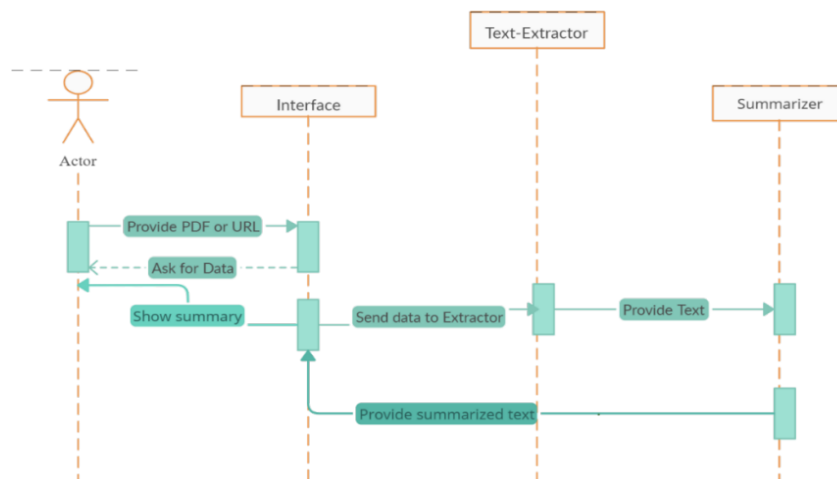 Text-Extractor
Interface
Summarizer
Actor
Provide PDF or URL
Ask for Data
Show summary
Send data to Extractor
Provide Text
Provide summarized text